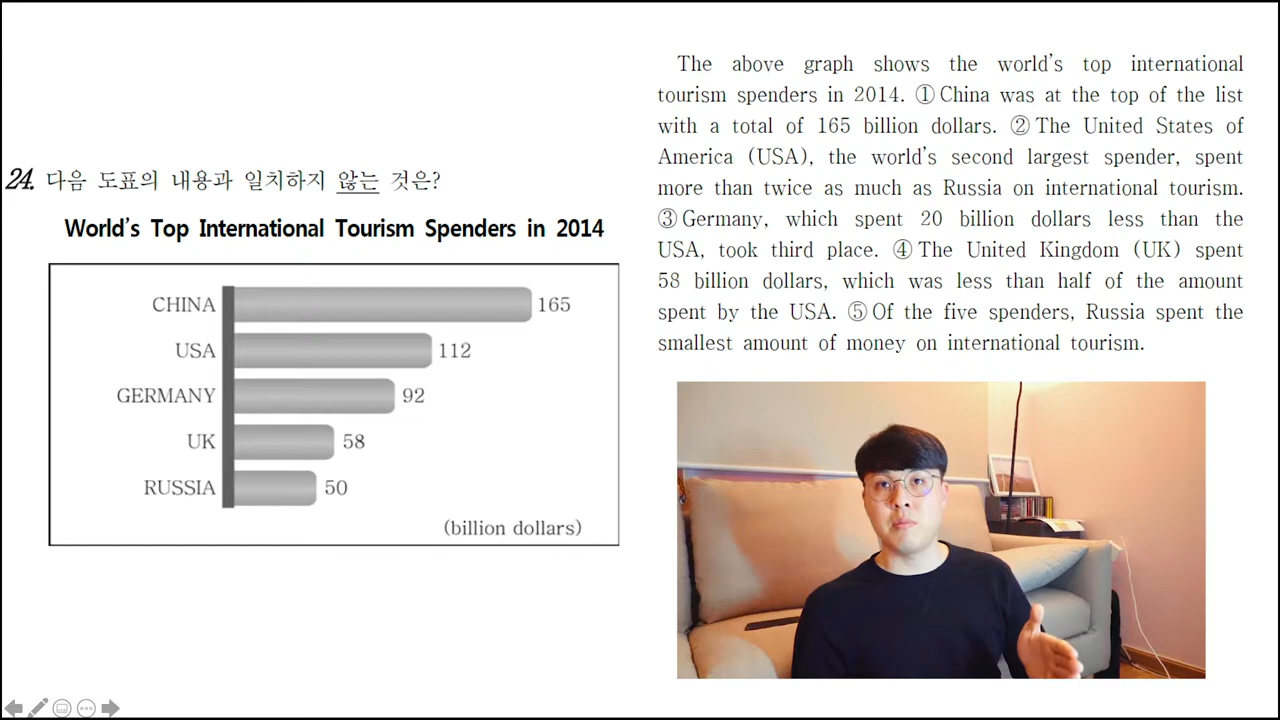 24. 다음 도표의 내용과 일치하지 않는 것은?
World's Top International Tourism Spenders in 2014
CHINA 165
USA 112
GERMANY 92
UK 58
RUSSIA 50
(billion dollars)
The above graph shows the world's top international
tourism spenders in 2014. ① China was at the top of the list
with a total of 165 billion dollars. ② The United States of
America (USA), the world's second largest spender, spent
more than twice as much as Russia on international tourism.
③ Germany, which spent 20 billion dollars less than the
USA, took third place. ④ The United Kingdom (UK) spent
58 billion dollars, which was less than half of the amount
spent by the USA. ⑤ Of the five spenders, Russia spent the
smallest amount of money on international tourism.